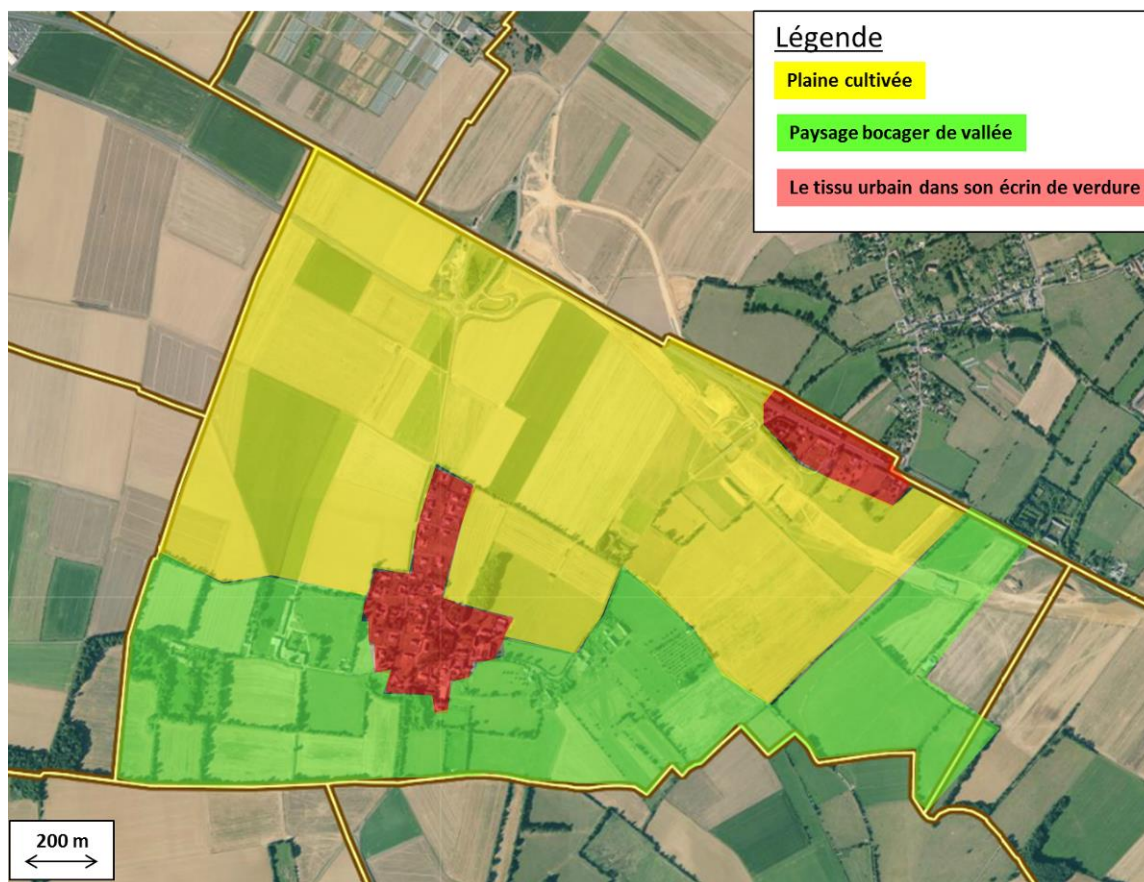 Légende
Plaine cultivée
Paysage bocager de vallée
Le tissu urbain dans son écrin de verdure
200 m